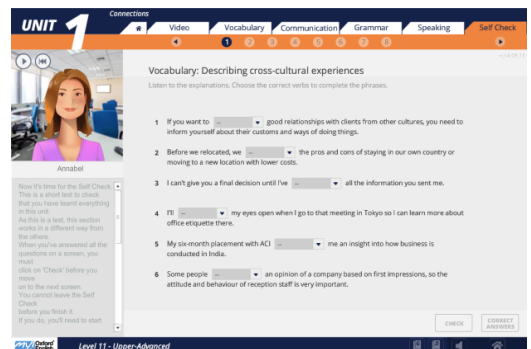 Connections
UNIT 1
Video
Vocabulary
Communication
Grammar
Speaking
Self Check
1 2 3 4 5 6 7 8
Vocabulary: Describing cross-cultural experiences
Listen to the explanations. Choose the correct verbs to complete the phrases.
1 If you want to -- good relationships with clients from other cultures, you need to
inform yourself about their customs and ways of doing things.
2 Before we relocated, we -- the pros and cons of staying in our own country or
moving to a new location with lower costs.
3 I can't give you a final decision until I've -- all the information you sent me.
4 I'll -- my eyes open when I go to that meeting in Tokyo so I can learn more about
office etiquette there.
5 My six-month placement with ACI -- me an insight into how business is
conducted in India.
6 Some people -- an opinion of a company based on first impressions, so the
attitude and behaviour of reception staff is very important.
Annabel
Now it's time for the Self Check.
This is a short test to check
that you have learnt everything
in this unit.
As this is a test, this section
works in a different way from
the others.
When you've answered all the
questions on a screen, you
must
click on 'Check' before you
move
on to the next screen.
You cannot leave the Self
Check
before you finish it.
If you do, you'll need to start
CHECK
CORRECT
ANSWERS
My Oxford
English
Level 11 - Upper-Advanced